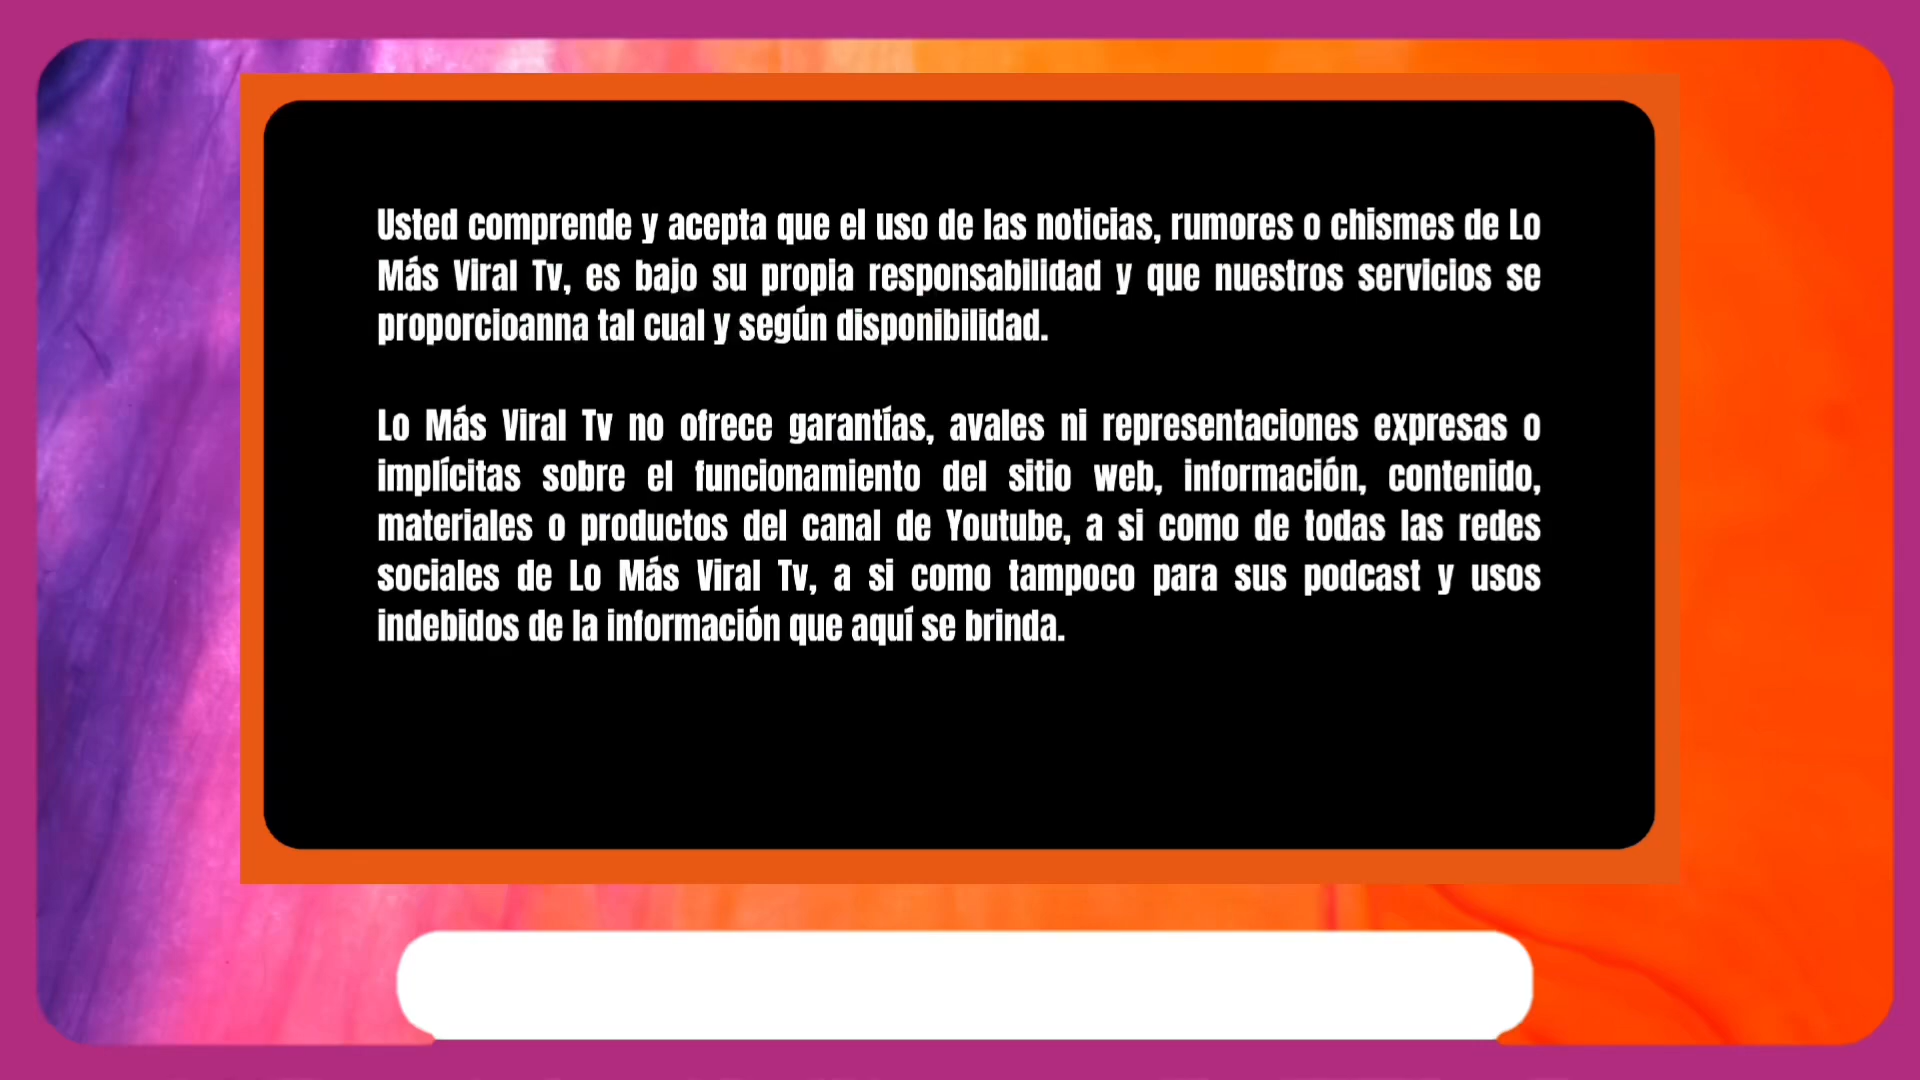 Usted comprende y acepta que el uso de las noticias, rumores o chismes de Lo
Más Viral Tv, es bajo su propia responsabilidad y que nuestros servicios se
proporcioanna tal cual y según disponibilidad.
Lo Más Viral Tv no ofrece garantías, avales ni representaciones expresas o
implícitas sobre el funcionamiento del sitio web, información, contenido,
materiales o productos del canal de Youtube, a si como de todas las redes
sociales de Lo Más Viral Tv, a si como tampoco para sus podcast y usos
indebidos de la información que aquí se brinda.